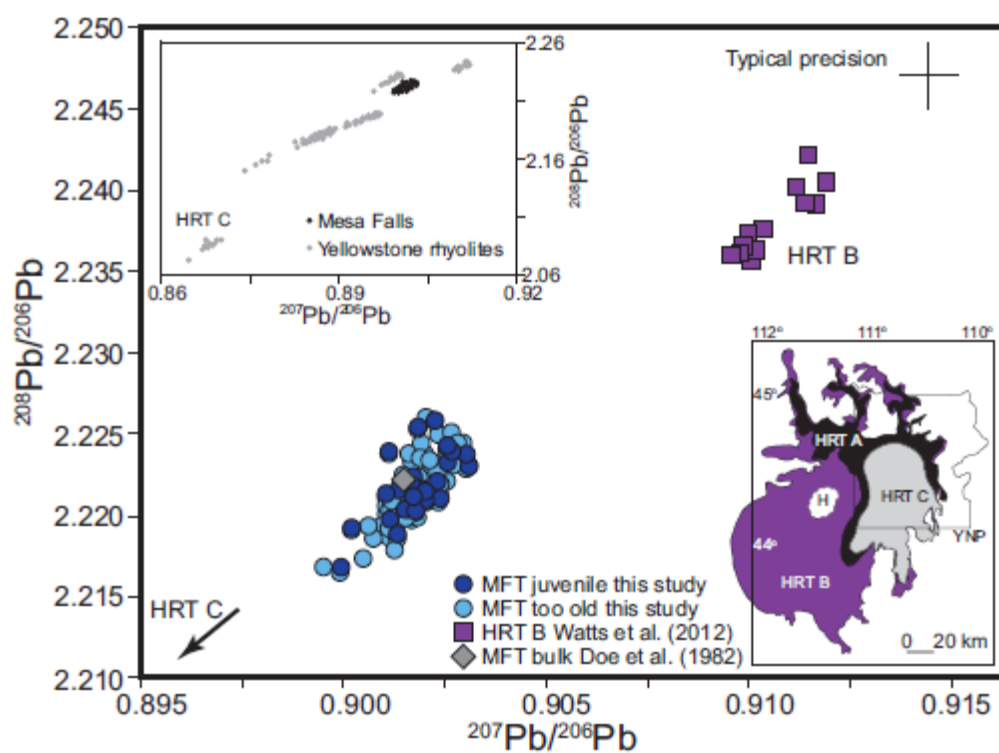 2.250
2.245
2.240
2.235
2.230
2.225
2.220
2.215
2.210
208Pb/206Pb
0.895
0.900
0.905
0.910
0.915
207Pb/206Pb
Typical precision
HRT B
HRT C
MFT juvenile this study
MFT too old this study
HRT B Watts et al. (2012)
MFT bulk Doe et al. (1982)
2.26
2.16
2.06
208Pb/206Pb
HRT C
Mesa Falls
Yellowstone rhyolites
0.86
0.89
0.92
207Pb/206Pb
112°
111°
110°
45°
HRT A
HRT C
H
YNP
44°
HRT B
0 20 km